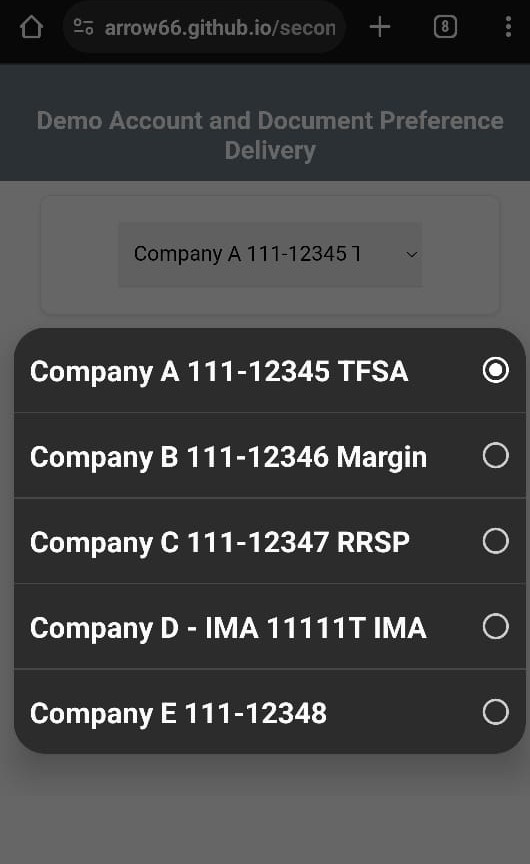 arrow66.github.io/secon
8
Demo Account and Document Preference
Delivery
Company A 111-12345 T
Company A 111-12345 TFSA
Company B 111-12346 Margin
Company C 111-12347 RRSP
Company D - IMA 11111T IMA
Company E 111-12348